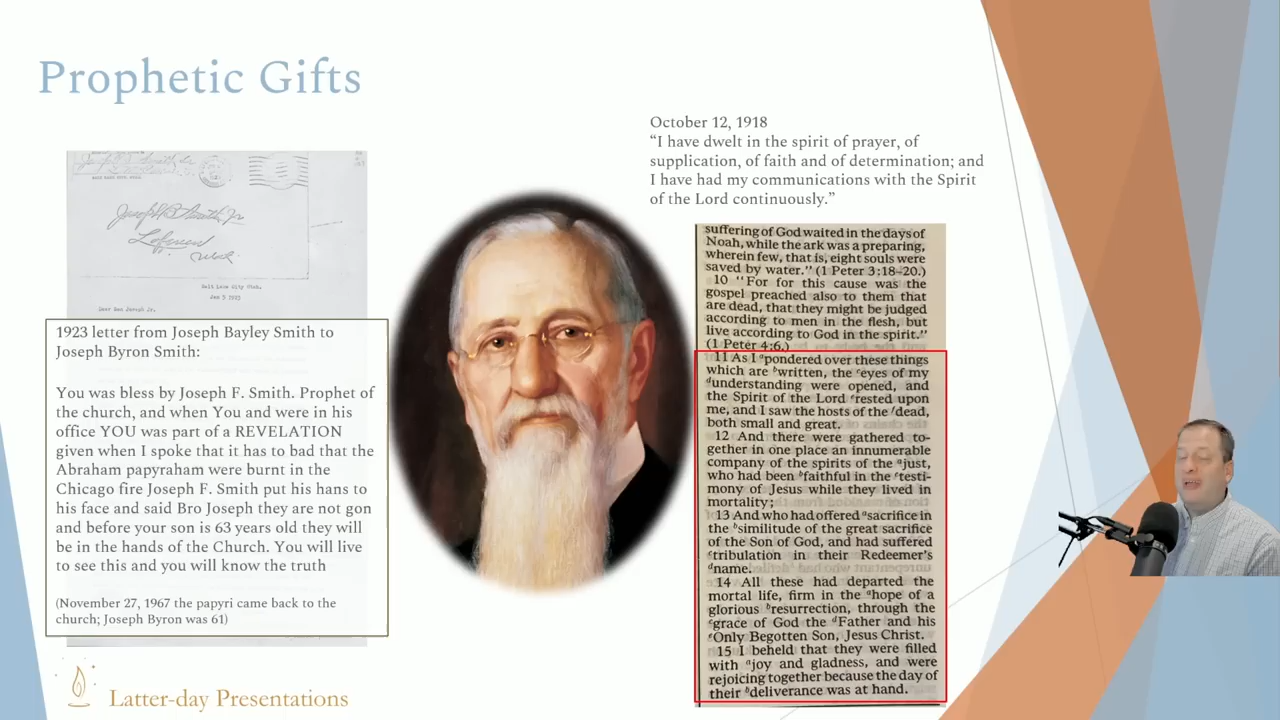 Prophetic Gifts
Salt Lake City Utah.
Jan 5 1923
Dear Son Joseph Jr.
1923 letter from Joseph Bayley Smith to
Joseph Byron Smith:
You was bless by Joseph F. Smith. Prophet of
the church, and when You and were in his
office YOU was part of a REVELATION
given when I spoke that it has to bad that the
Abraham papyraham were burnt in the
Chicago fire Joseph F. Smith put his hans to
his face and said Bro Joseph they are not gon
and before your son is 63 years old they will
be in the hands of the Church. You will live
to see this and you will know the truth
(November 27, 1967 the papyri came back to the
church; Joseph Byron was 61)
Latter-day Presentations
October 12, 1918
“I have dwelt in the spirit of prayer, of
supplication, of faith and of determination; and
I have had my communications with the Spirit
of the Lord continuously.”
suffering of God waited in the days of
Noah, while the ark was a preparing,
wherein few, that is, eight souls were
saved by water.” (1 Peter 3:18–20.)
10 “For for this cause was the
gospel preached also to them that
are dead, that they might be judged
according to men in the flesh, but
live according to God in the spirit.”
(1 Peter 4:6.)
11 As I pondered over these things
which are written, the eyes of my
understanding were opened, and
the Spirit of the Lord rested upon
me, and I saw the hosts of the dead,
both small and great.
12 And there were gathered to-
gether in one place an innumerable
company of the spirits of the just,
who had been faithful in the testi-
mony of Jesus while they lived in
mortality;
13 And who had offered sacrifice in
the similitude of the great sacrifice
of the Son of God, and had suffered
tribulation in their Redeemer’s
name.
14 All these had departed the
mortal life, firm in the hope of a
glorious resurrection, through the
grace of God the Father and his
Only Begotten Son, Jesus Christ.
15 I beheld that they were filled
with joy and gladness, and were
rejoicing together because the day of
their deliverance was at hand.